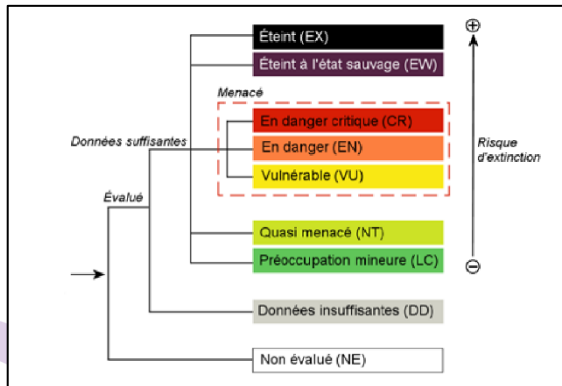 Éteint (EX)
Éteint à l'état sauvage (EW)
Menacé
En danger critique (CR)
Données suffisantes
En danger (EN)
Risque
d'extinction
Vulnérable (VU)
Évalué
Quasi menacé (NT)
Préoccupation mineure (LC)
Données insuffisantes (DD)
Non évalué (NE)